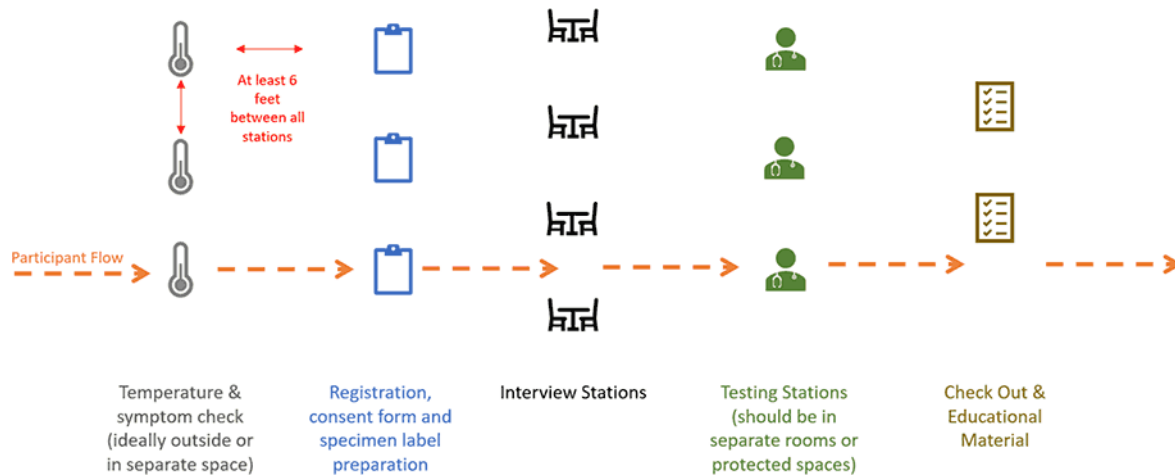 At least 6
feet
between all
stations
Participant Flow
Temperature &
symptom check
(ideally outside or
in separate space)
Registration,
consent form and
specimen label
preparation
Interview Stations
Testing Stations
(should be in
separate rooms or
protected spaces)
Check Out &
Educational
Material